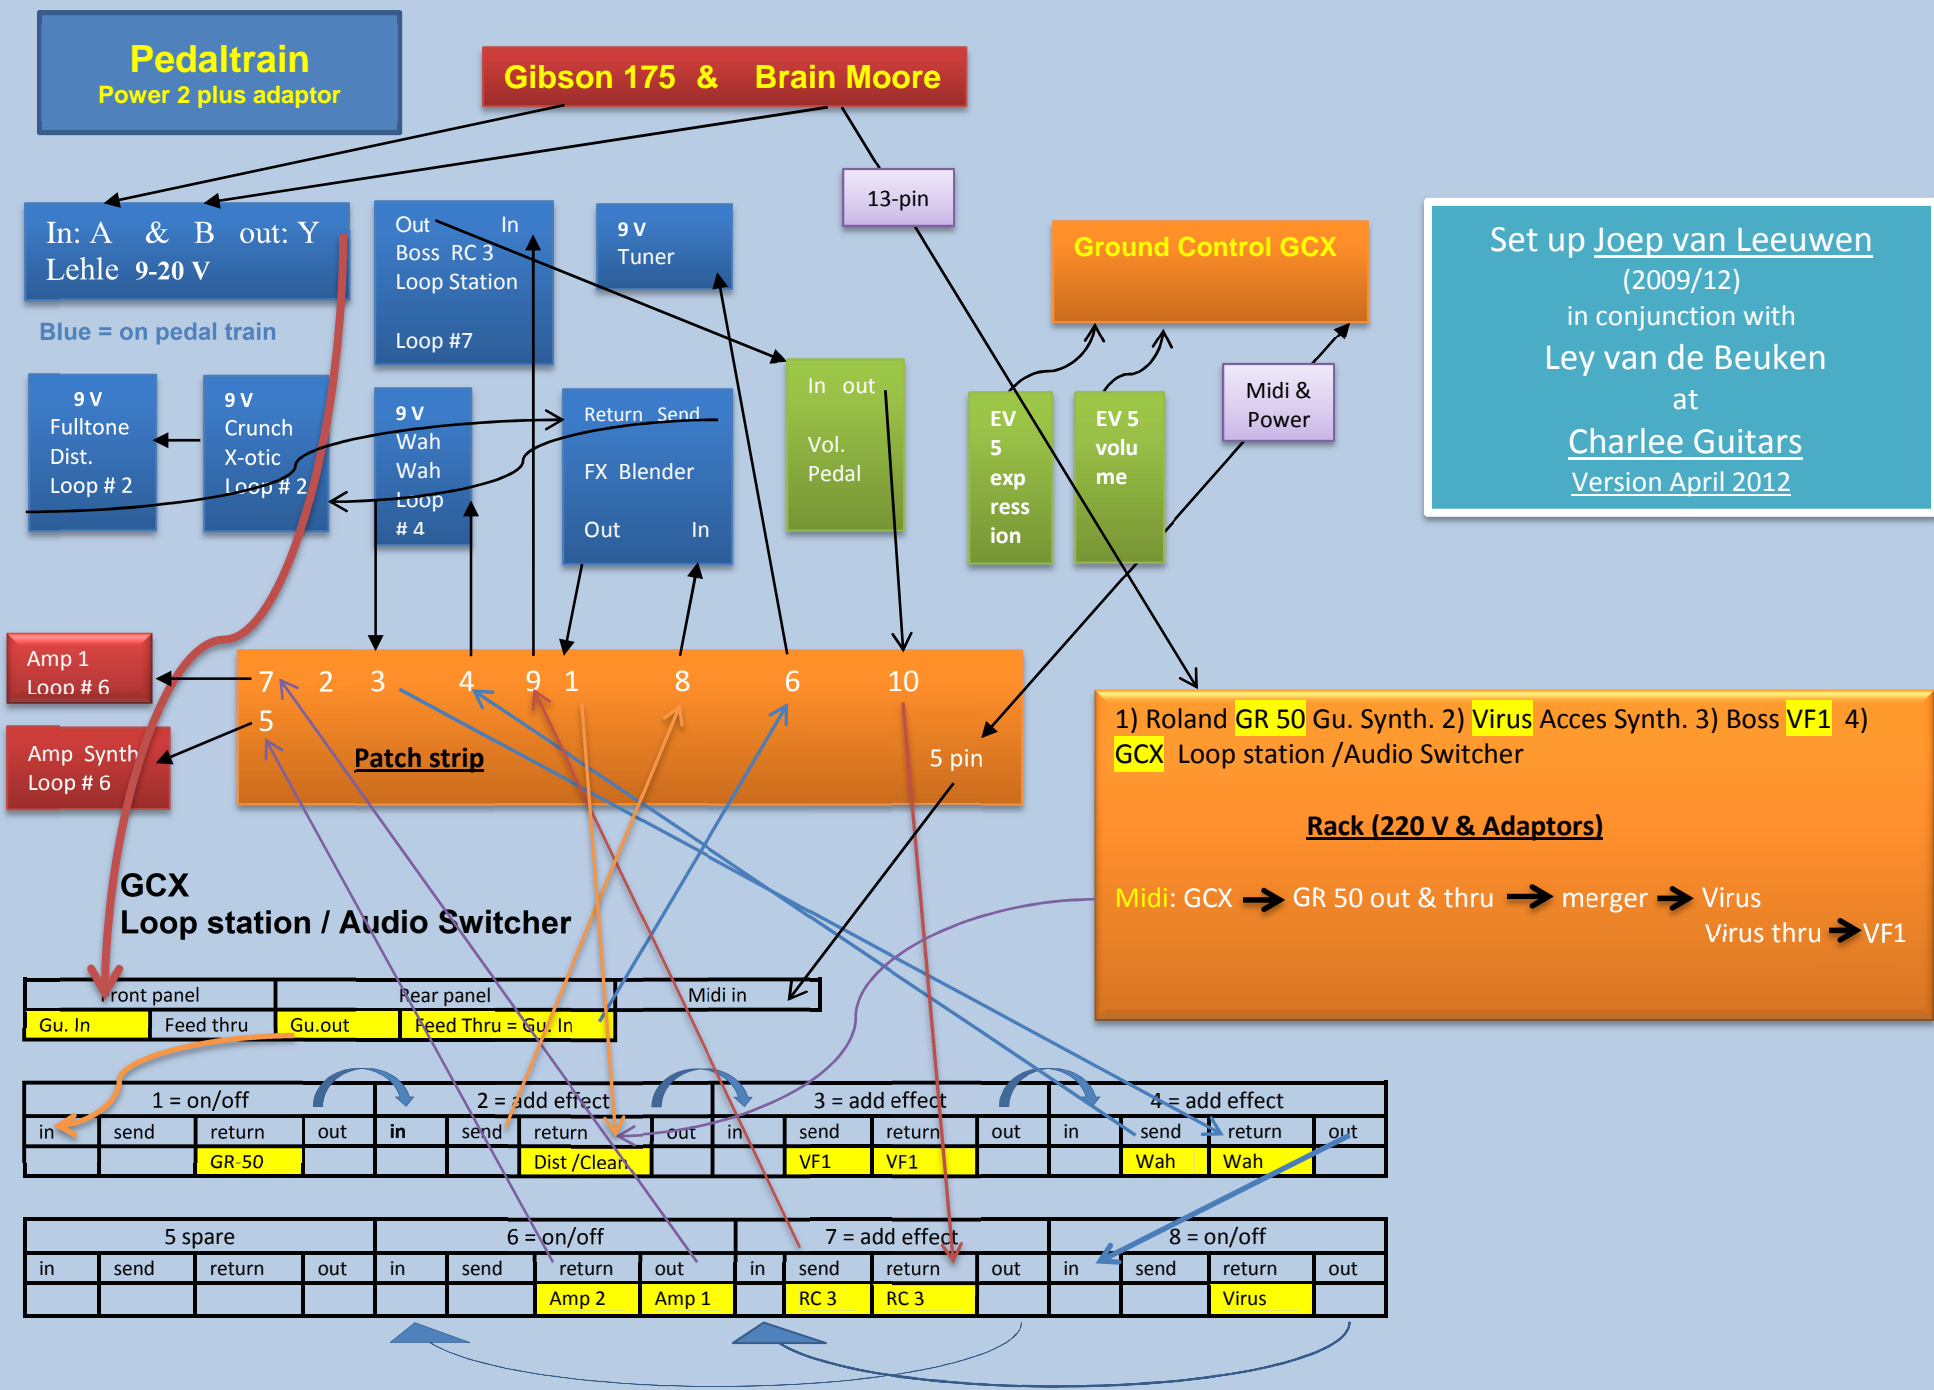 Pedaltrain
Power 2 plus adaptor
Gibson 175 & Brain Moore
13-pin
In: A & B out: Y
Lehle 9-20 V
Blue = on pedal train
Out In
Boss RC 3
Loop Station
Loop #7
9 V
Tuner
Ground Control GCX
Set up Joep van Leeuwen
(2009/12)
in conjunction with
Ley van de Beuken
at
Charlee Guitars
Version April 2012
9 V
Fulltone
Dist.
Loop # 2
9 V
Crunch
X-otic
Loop # 2
9 V
Wah
Wah
Loop
# 4
Return Send
FX Blender
Out In
In out
Vol.
Pedal
EV
5
exp
ress
ion
EV 5
volu
me
Midi &
Power
Amp 1
Loop # 6
Amp Synth
Loop # 6
7 2 3 4 9 1 8 6 10
5
Patch strip
5 pin
1) Roland GR 50 Gu. Synth. 2) Virus Acces Synth. 3) Boss VF1 4)
GCX Loop station /Audio Switcher
Rack (220 V & Adaptors)
Midi: GCX GR 50 out & thru merger Virus
Virus thru VF1
GCX
Loop station / Audio Switcher
Front panel Rear panel Midi in
Gu. In Feed thru Gu.out Feed Thru = Gu. In
1 = on/off 2 = add effect 3 = add effect 4 = add effect
in send return out in send return out in send return out in send return out
GR-50 Dist /Clean VF1 VF1 Wah Wah
5 spare 6 = on/off 7 = add effect 8 = on/off
in send return out in send return out in send return out in send return out
Amp 2 Amp 1 RC 3 RC 3 Virus